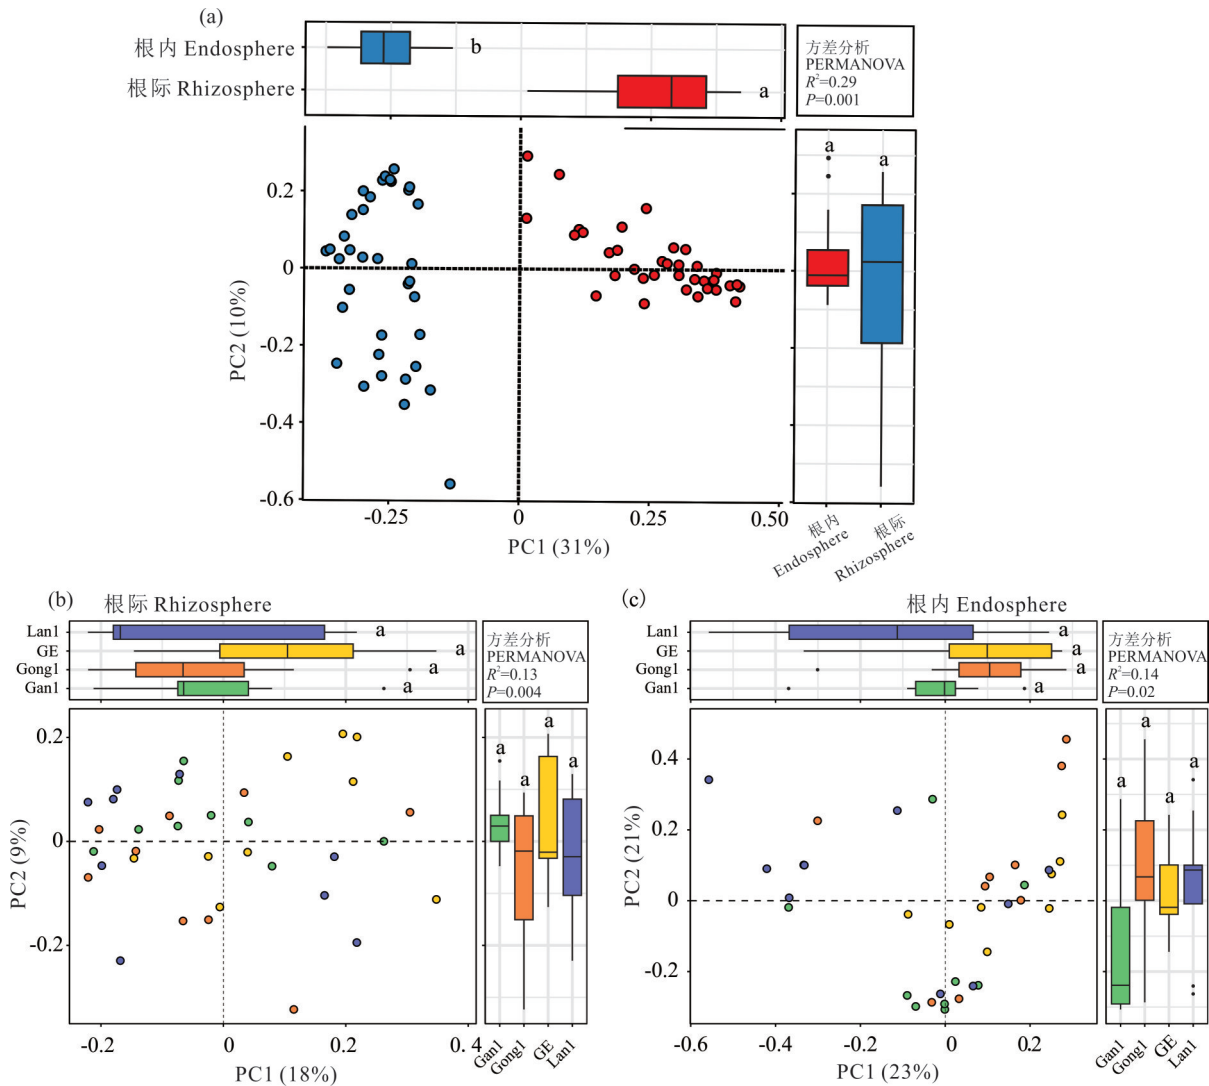 (a)
根内 Endosphere
b
根际 Rhizosphere
a
方差分析
PERMANOVA
R²=0.29
P=0.001
a
a
0.2
0
-0.2
-0.4
-0.6
PC2 (10%)
-0.25
0
0.25
0.50
PC1 (31%)
根内
Endosphere
根际
Rhizosphere
(b)
根际 Rhizosphere
Lan1
a
GE
a
Gong1
a
Gan1
a
方差分析
PERMANOVA
R²=0.13
P=0.004
0.2
0
-0.2
PC2 (9%)
a
a
a
a
-0.2
0
0.2
0.4
PC1 (18%)
Gan1
Gong1
GE
Lan1
(c)
根内 Endosphere
Lan1
a
GE
a
Gong1
a
Gan1
a
方差分析
PERMANOVA
R²=0.14
P=0.02
0.4
0.2
0
-0.2
PC2 (21%)
a
a
a
a
-0.6
-0.4
-0.2
0
0.2
PC1 (23%)
Gan1
Gong1
GE
Lan1